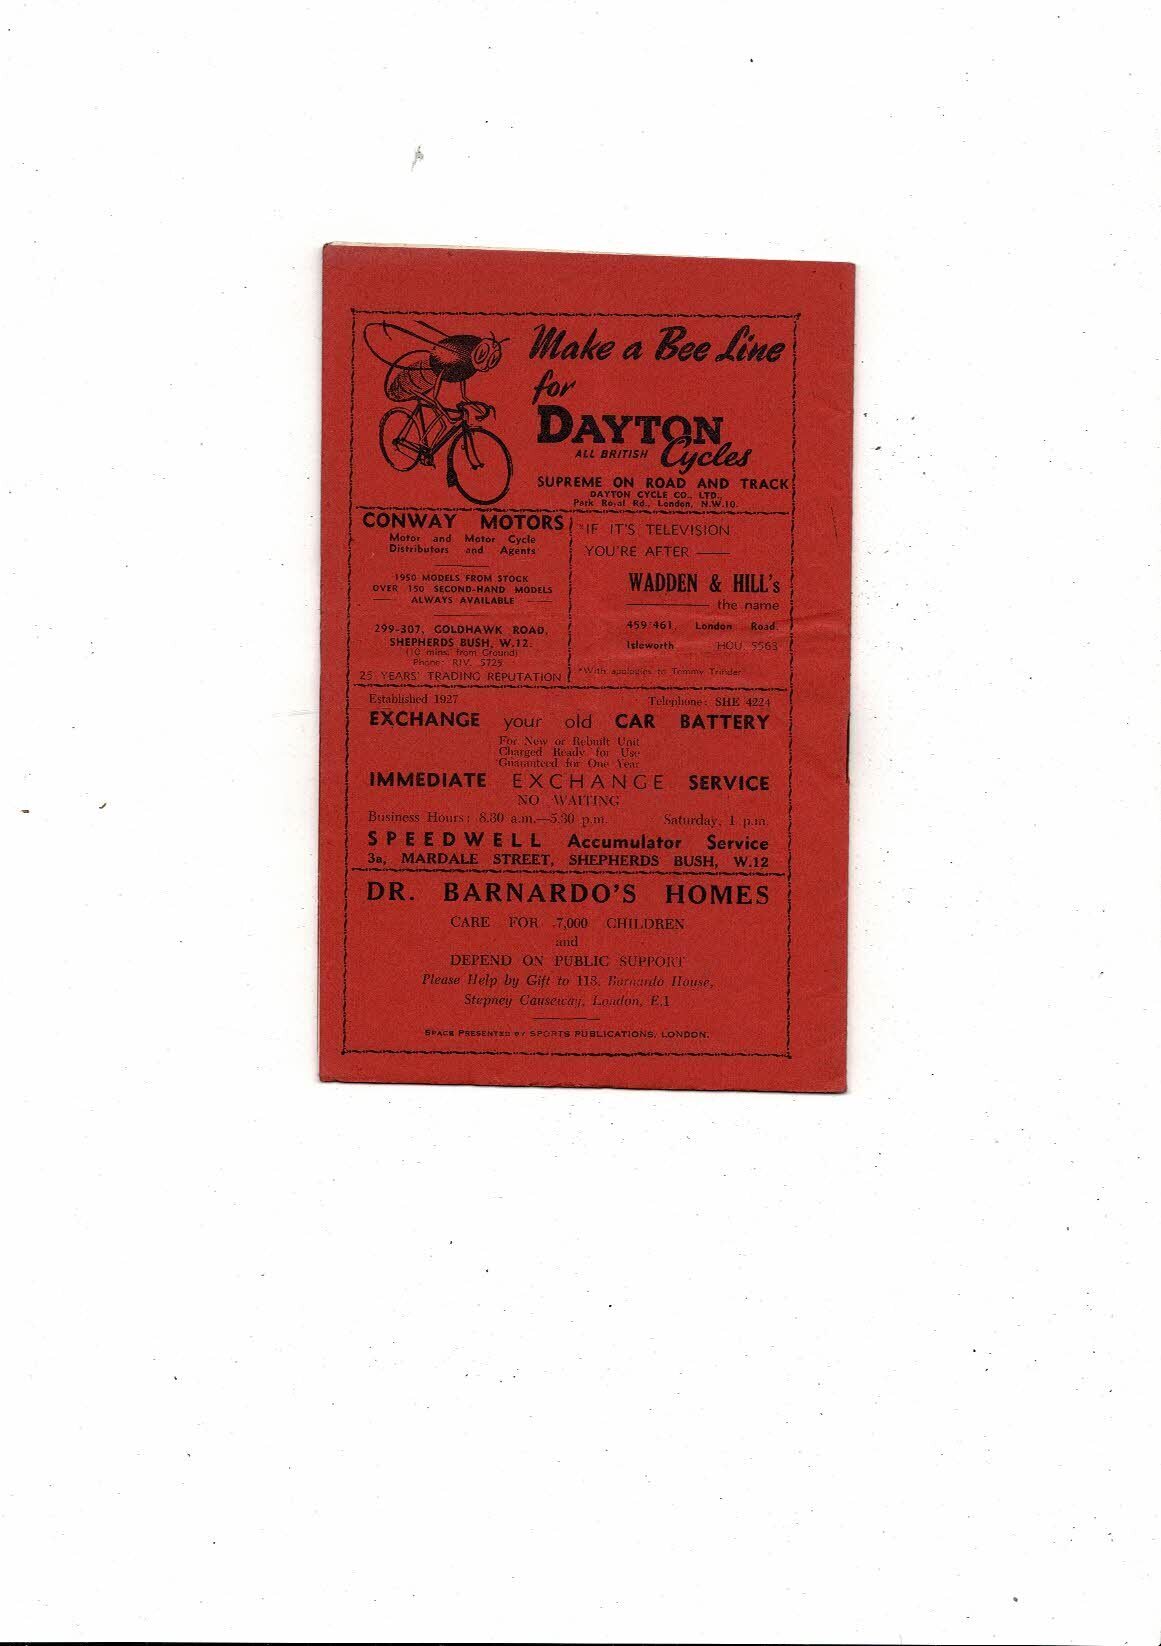 Make a Bee Line
for
DAYTON
ALL BRITISH Cycles
SUPREME ON ROAD AND TRACK
DAYTON CYCLE CO., LTD.,
Park Royal Rd., London, N.W.10.
CONWAY MOTORS
Motor and Motor Cycle
Distributors and Agents
1950 MODELS FROM STOCK
OVER 150 SECOND-HAND MODELS
ALWAYS AVAILABLE
299-307, GOLDHAWK ROAD,
SHEPHERDS BUSH, W.12.
(10 mins. from Ground)
Phone: RIV. 5725
25 YEARS' TRADING REPUTATION
*IF IT'S TELEVISION
YOU'RE AFTER
WADDEN & HILL's
the name
459/461, London Road,
Isleworth HOU. 5563
*With apologies to Tommy Trinder
Established 1927 Telephone: SHE 4224
EXCHANGE your old CAR BATTERY
For New or Rebuilt Unit
Charged Ready for Use
Guaranteed for One Year
IMMEDIATE EXCHANGE SERVICE
NO WAITING
Business Hours: 8.30 a.m.—5.30 p.m. Saturday, 1 p.m.
SPEEDWELL Accumulator Service
3a, MARDALE STREET, SHEPHERDS BUSH, W.12
DR. BARNARDO'S HOMES
CARE FOR 7,000 CHILDREN
and
DEPEND ON PUBLIC SUPPORT
Please Help by Gift to 113, Barnardo House,
Stepney Causeway, London, E.1
SPACE PRESENTED BY SPORTS PUBLICATIONS, LONDON.